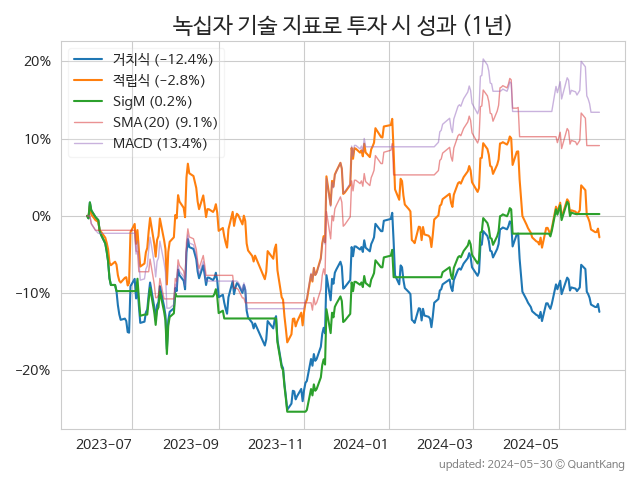 녹십자 기술 지표로 투자 시 성과 (1년)
거치식 (−12.4%)
적립식 (−2.8%)
SigM (0.2%)
SMA(20) (9.1%)
MACD (13.4%)
20%
10%
0%
−10%
−20%
2023-07
2023-09
2023-11
2024-01
2024-03
2024-05
updated: 2024-05-30 © QuantKang